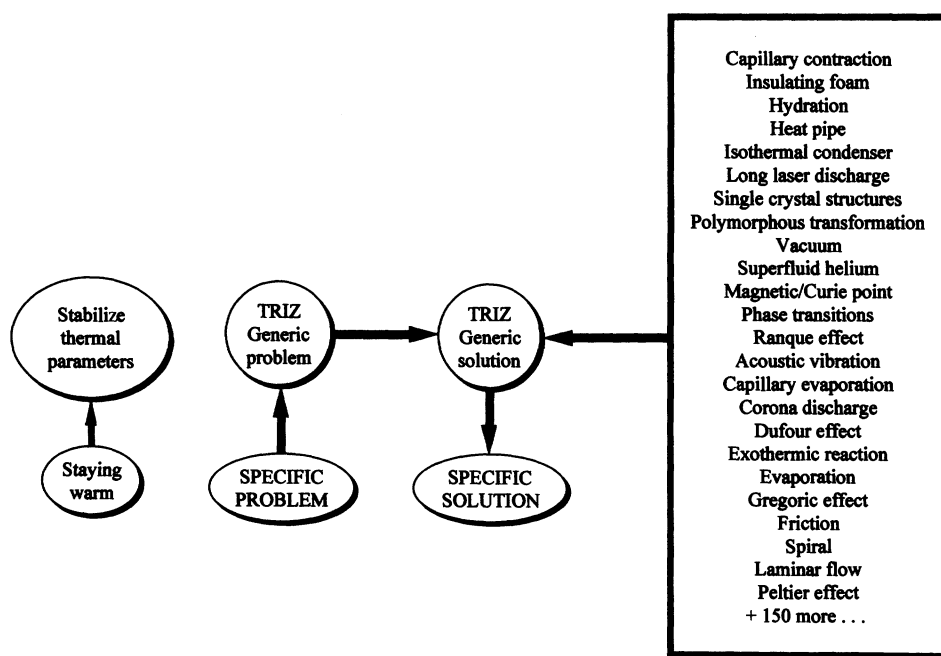 Stabilize
thermal
parameters
Staying
warm
TRIZ
Generic
problem
SPECIFIC
PROBLEM
TRIZ
Generic
solution
SPECIFIC
SOLUTION
Capillary contraction
Insulating foam
Hydration
Heat pipe
Isothermal condenser
Long laser discharge
Single crystal structures
Polymorphous transformation
Vacuum
Superfluid helium
Magnetic/Curie point
Phase transitions
Ranque effect
Acoustic vibration
Capillary evaporation
Corona discharge
Dufour effect
Exothermic reaction
Evaporation
Gregoric effect
Friction
Spiral
Laminar flow
Peltier effect
+ 150 more . . .